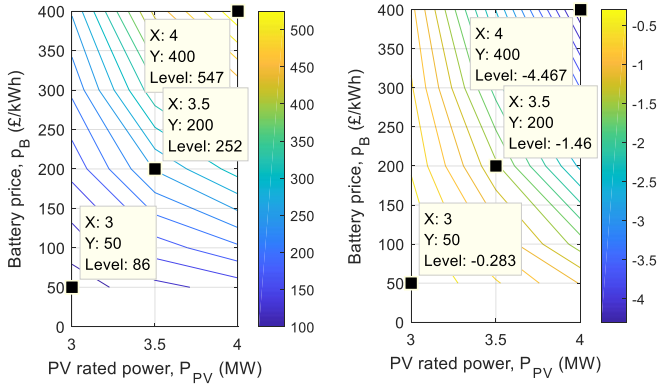 400
350
300
250
200
150
100
50
0
Battery price, p_B (£/kWh)
X: 4
Y: 400
Level: 547
X: 3.5
Y: 200
Level: 252
X: 3
Y: 50
Level: 86
3
3.5
4
PV rated power, P_PV (MW)
500
450
400
350
300
250
200
150
100
400
350
300
250
200
150
100
50
0
Battery price, p_B (£/kWh)
X: 4
Y: 400
Level: -4.467
X: 3.5
Y: 200
Level: -1.46
X: 3
Y: 50
Level: -0.283
3
3.5
4
PV rated power, P_PV (MW)
-0.5
-1
-1.5
-2
-2.5
-3
-3.5
-4